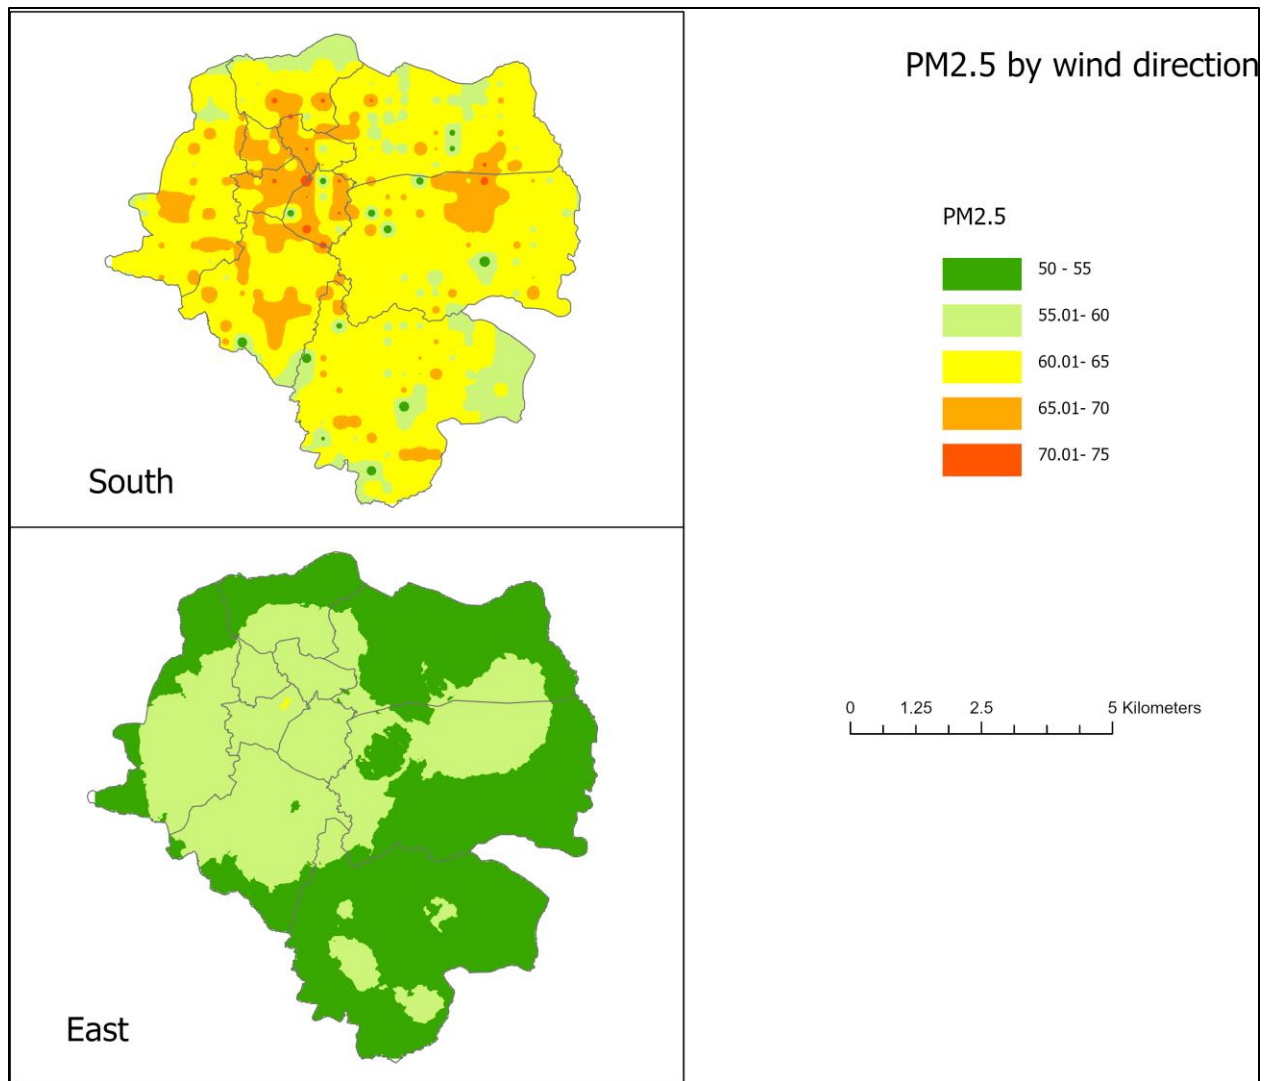 PM2.5 by wind direction
PM2.5
50 - 55
55.01- 60
60.01- 65
65.01- 70
70.01- 75
South
0 1.25 2.5 5 Kilometers
East